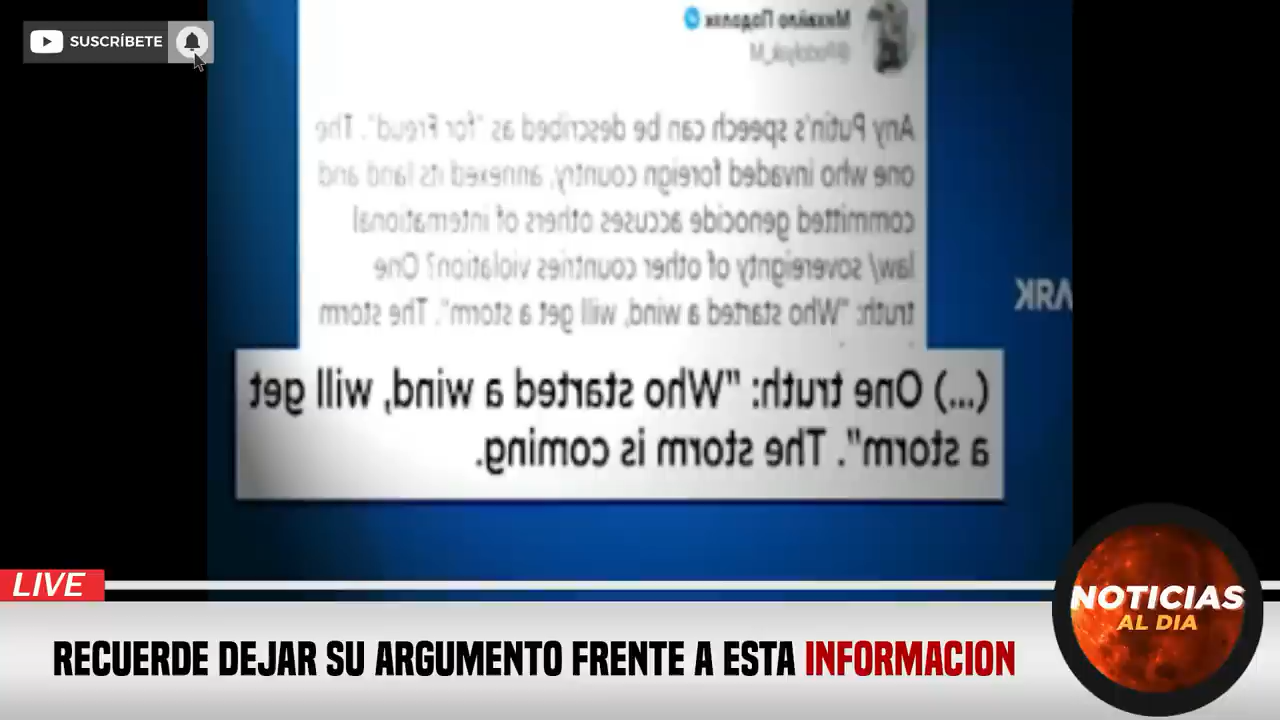 SUSCRÍBETE
Михайло Подоляк
@Podolyak_M
Any Putin's speech can be described as "for Freud". The
one who invaded foreign country, annexed its land and
committed genocide accuses others of international
law/ sovereignty of other countries violation? One
truth: "Who started a wind, will get a storm". The storm
ARK
(...) One truth: "Who started a wind, will get
a storm". The storm is coming.
LIVE
NOTICIAS
AL DIA
RECUERDE DEJAR SU ARGUMENTO FRENTE A ESTA INFORMACION